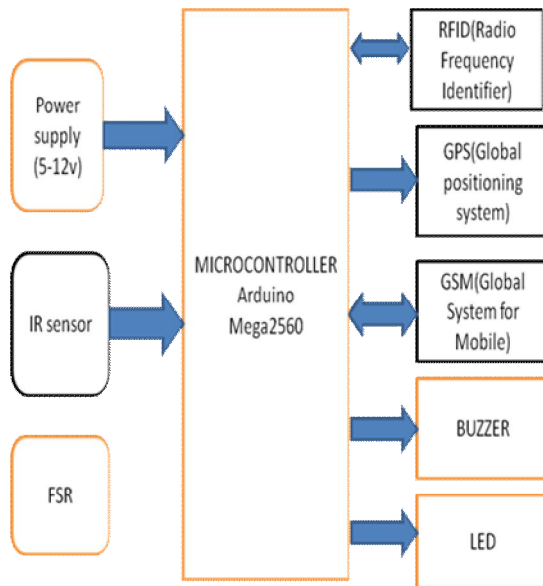 Power
supply
(5-12v)
IR sensor
FSR
MICROCONTROLLER
Arduino
Mega2560
RFID(Radio
Frequency
Identifier)
GPS(Global
positioning
system)
GSM(Global
System for
Mobile)
BUZZER
LED